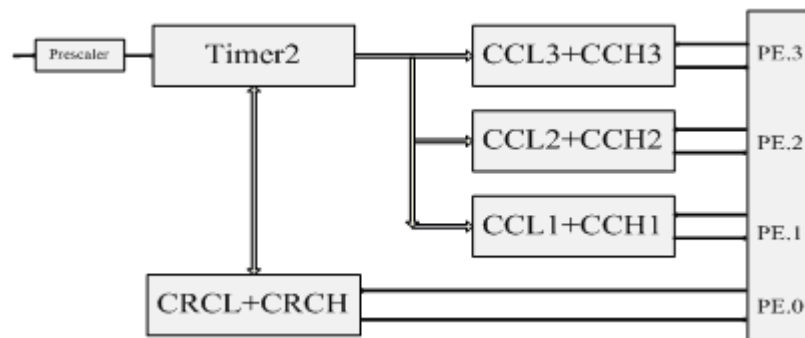 Prescaler
Timer2
CCL3+CCH3
PE.3
CCL2+CCH2
PE.2
CCL1+CCH1
PE.1
CRCL+CRCH
PE.0